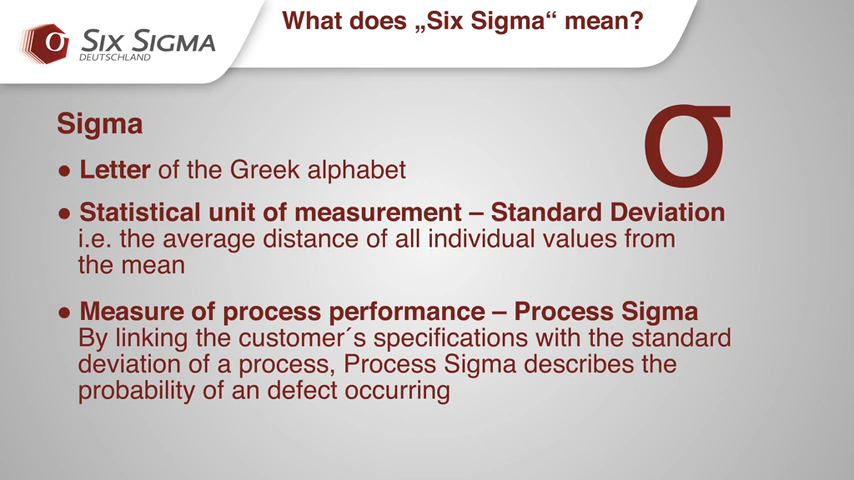 What does „Six Sigma“ mean?
σ SIX SIGMA
DEUTSCHLAND
Sigma
σ
● Letter of the Greek alphabet
● Statistical unit of measurement – Standard Deviation
i.e. the average distance of all individual values from
the mean
● Measure of process performance – Process Sigma
By linking the customer´s specifications with the standard
deviation of a process, Process Sigma describes the
probability of an defect occurring